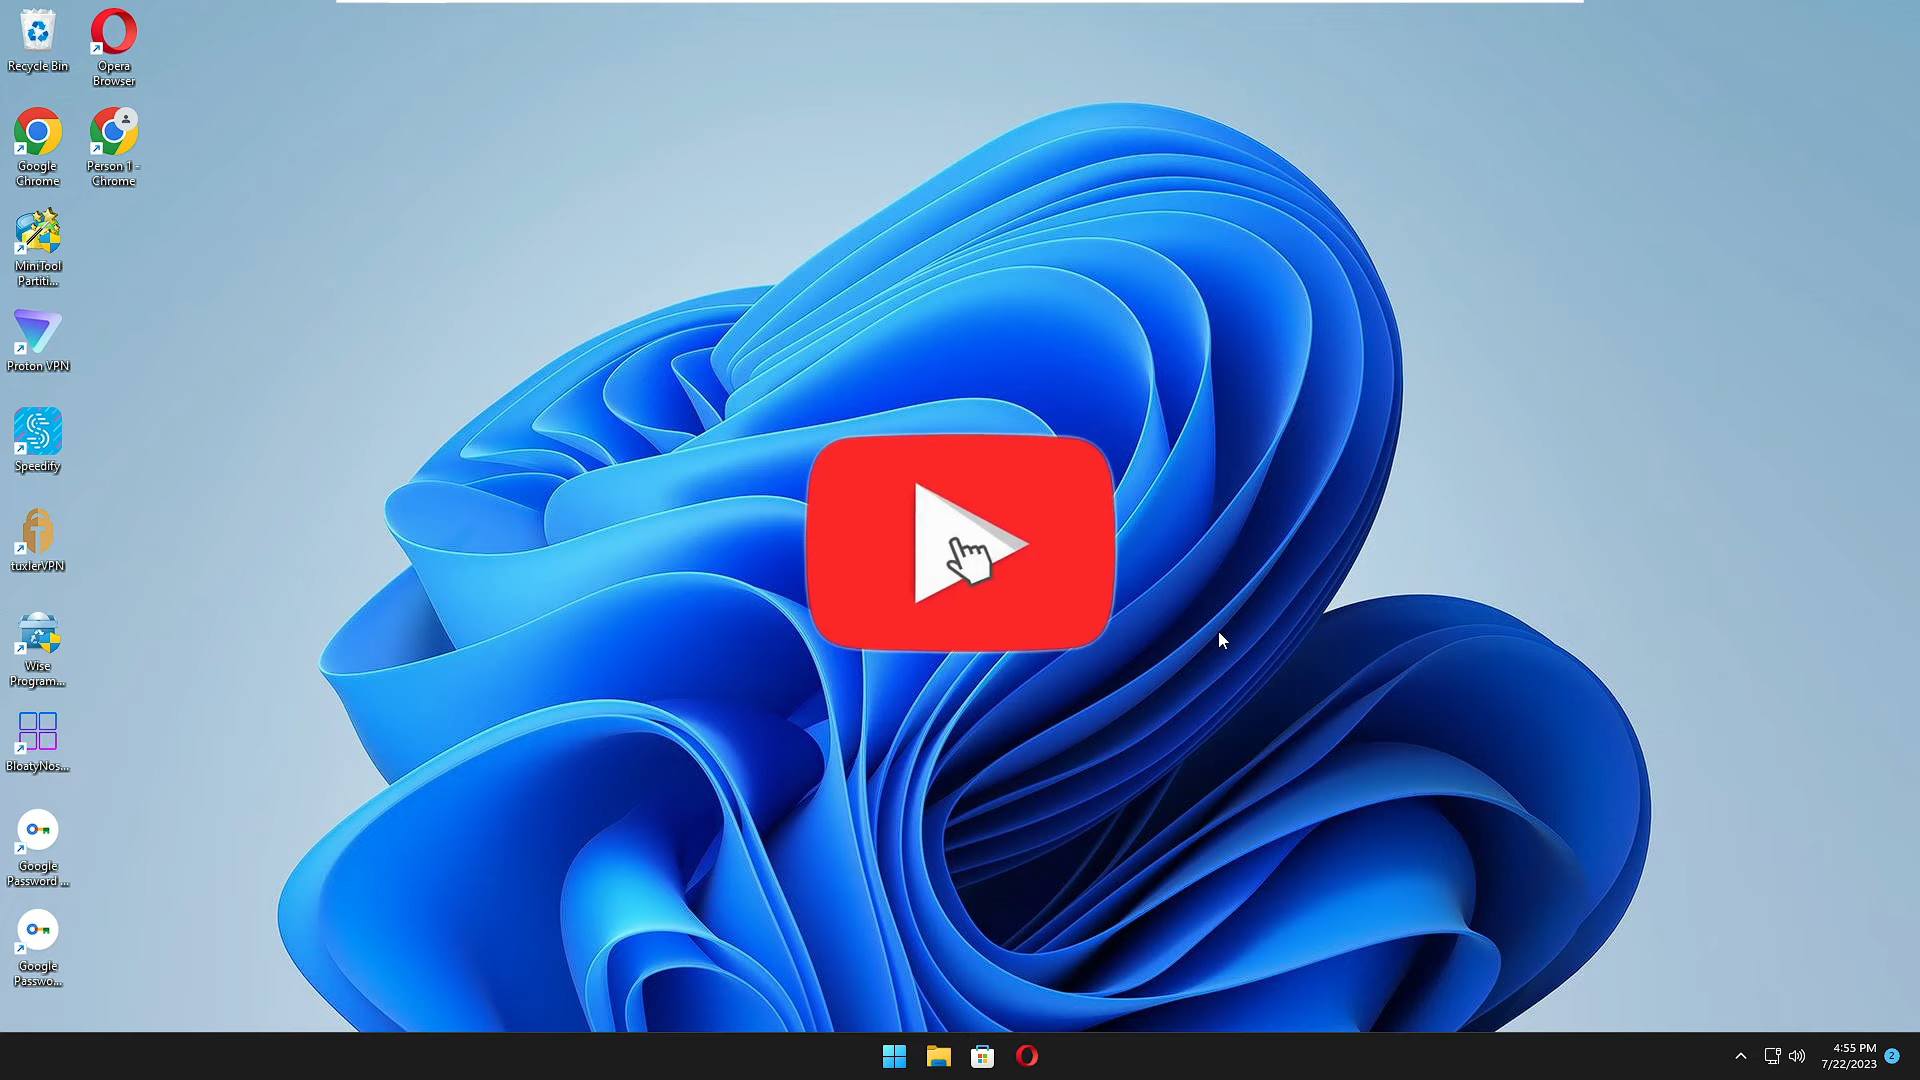 Recycle Bin
Opera
Browser
Google
Chrome
Person 1 -
Chrome
MiniTool
Partiti...
Proton VPN
Speedify
tuxlerVPN
Wise
Program...
BloatyNos...
Google
Password ...
Google
Passwo...
4:55 PM
7/22/2023
2